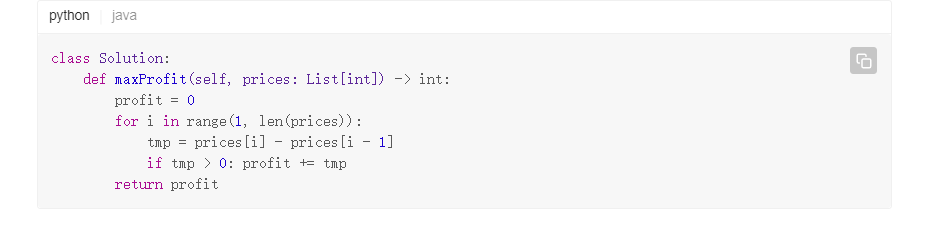 python
java
class Solution:
    def maxProfit(self, prices: List[int]) -> int:
        profit = 0
        for i in range(1, len(prices)):
            tmp = prices[i] - prices[i - 1]
            if tmp > 0: profit += tmp
        return profit